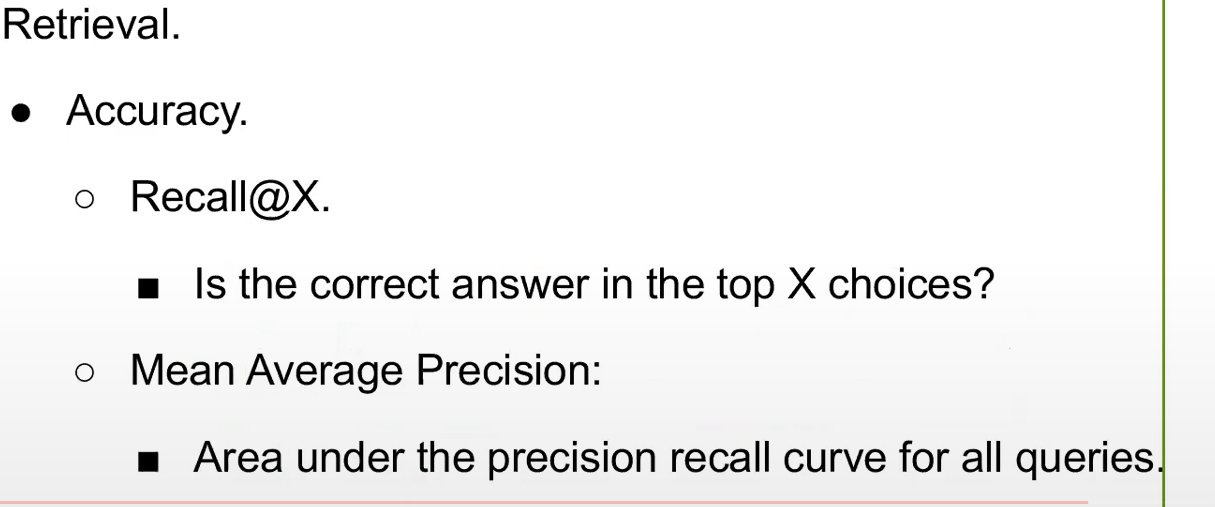 Retrieval.
● Accuracy.
○ Recall@X.
■ Is the correct answer in the top X choices?
○ Mean Average Precision:
■ Area under the precision recall curve for all queries.